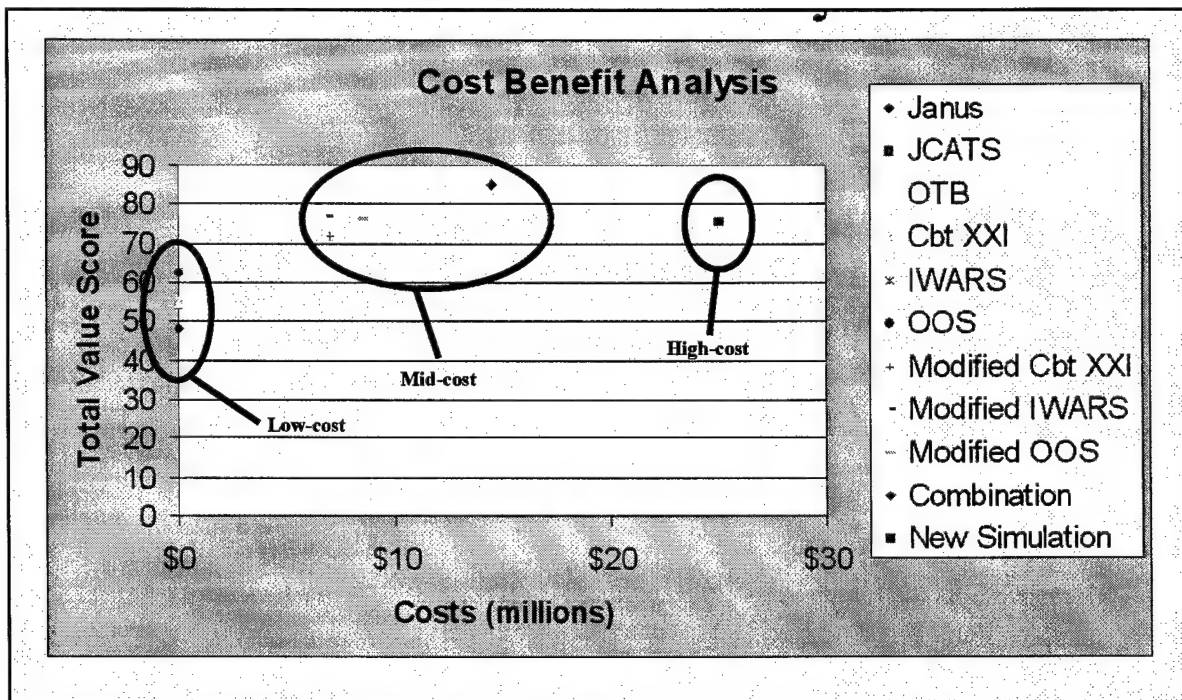 Cost Benefit Analysis
Total Value Score
90
80
70
60
50
40
30
20
10
0
$0
$10
$20
$30
Costs (millions)
Low-cost
Mid-cost
High-cost
Janus
JCATS
OTB
Cbt XXI
IWARS
OOS
Modified Cbt XXI
Modified IWARS
Modified OOS
Combination
New Simulation